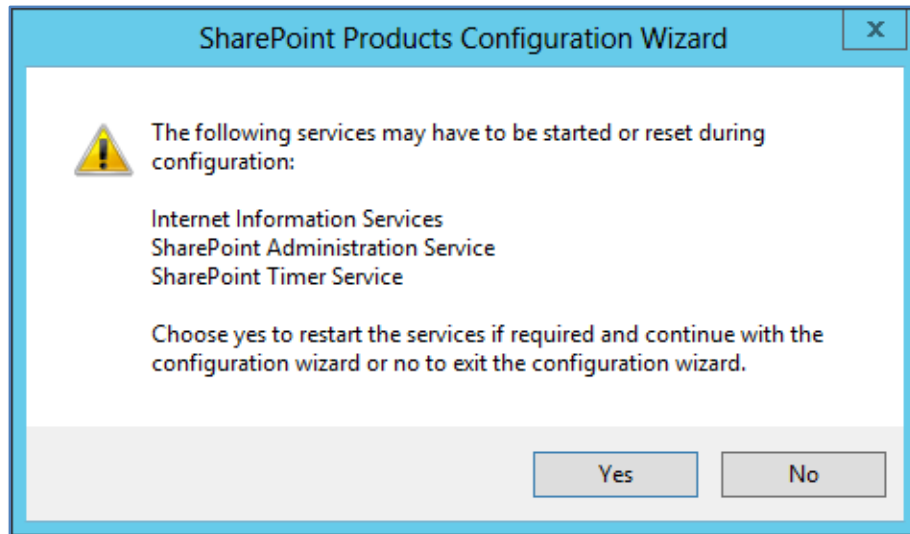 SharePoint Products Configuration Wizard
x
The following services may have to be started or reset during
configuration:
Internet Information Services
SharePoint Administration Service
SharePoint Timer Service
Choose yes to restart the services if required and continue with the
configuration wizard or no to exit the configuration wizard.
Yes
No